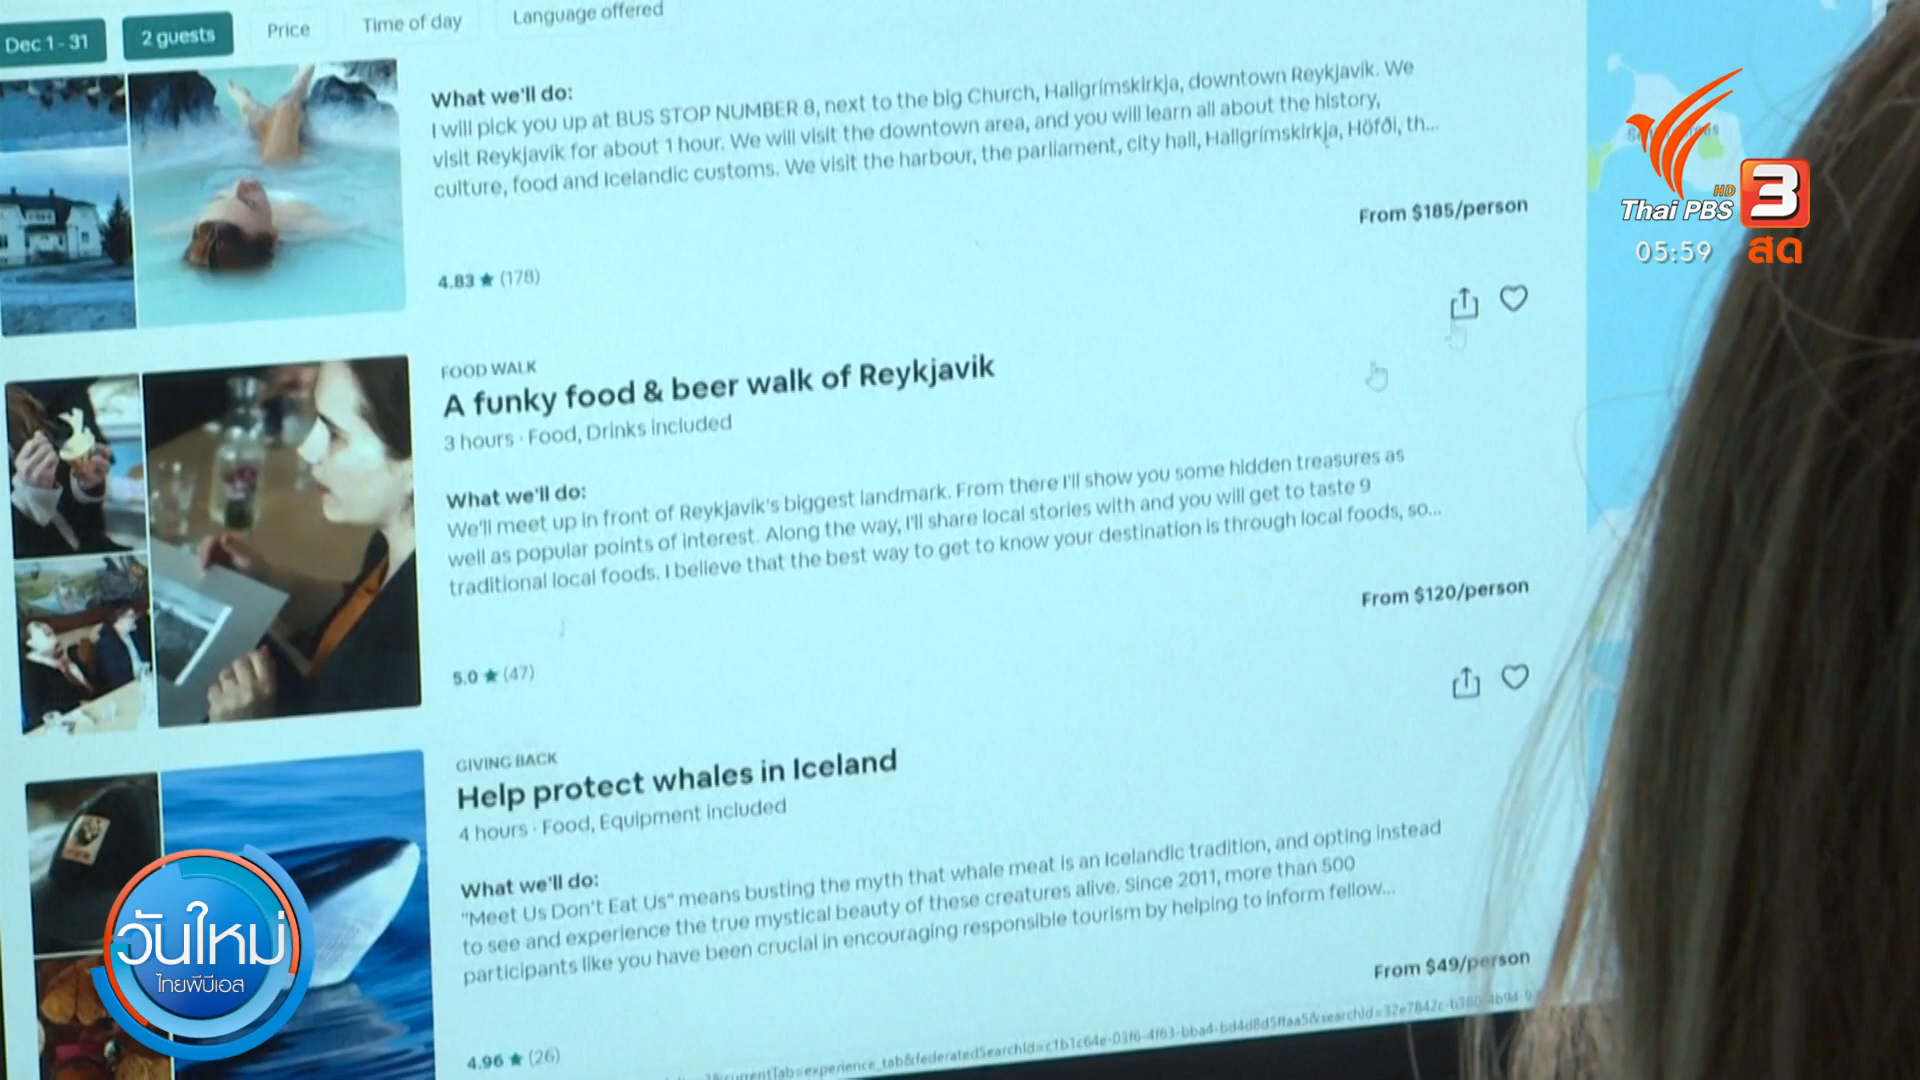 Dec 1 - 31
2 guests
Price
Time of day
Language offered
What we'll do:
I will pick you up at BUS STOP NUMBER 8, next to the big Church, Hallgrímskirkja, downtown Reykjavík. We
visit Reykjavík for about 1 hour. We will visit the downtown area, and you will learn all about the history,
culture, food and Icelandic customs. We visit the harbour, the parliament, city hall, Hallgrímskirkja, Höfði, th...
From $185/person
4.83 ★ (178)
FOOD WALK
A funky food & beer walk of Reykjavik
3 hours · Food, Drinks included
What we'll do:
We'll meet up in front of Reykjavík's biggest landmark. From there I'll show you some hidden treasures as
well as popular points of interest. Along the way, I'll share local stories with and you will get to taste 9
traditional local foods. I believe that the best way to get to know your destination is through local foods, so...
From $120/person
5.0 ★ (47)
GIVING BACK
Help protect whales in Iceland
4 hours · Food, Equipment included
What we'll do:
"Meet Us Don't Eat Us" means busting the myth that whale meat is an Icelandic tradition, and opting instead
to see and experience the true mystical beauty of these creatures alive. Since 2011, more than 500
participants like you have been crucial in encouraging responsible tourism by helping to inform fellow...
From $49/person
4.96 ★ (26)
Thai PBS HD 3
05:59 สด
วันใหม่
ไทยพีบีเอส